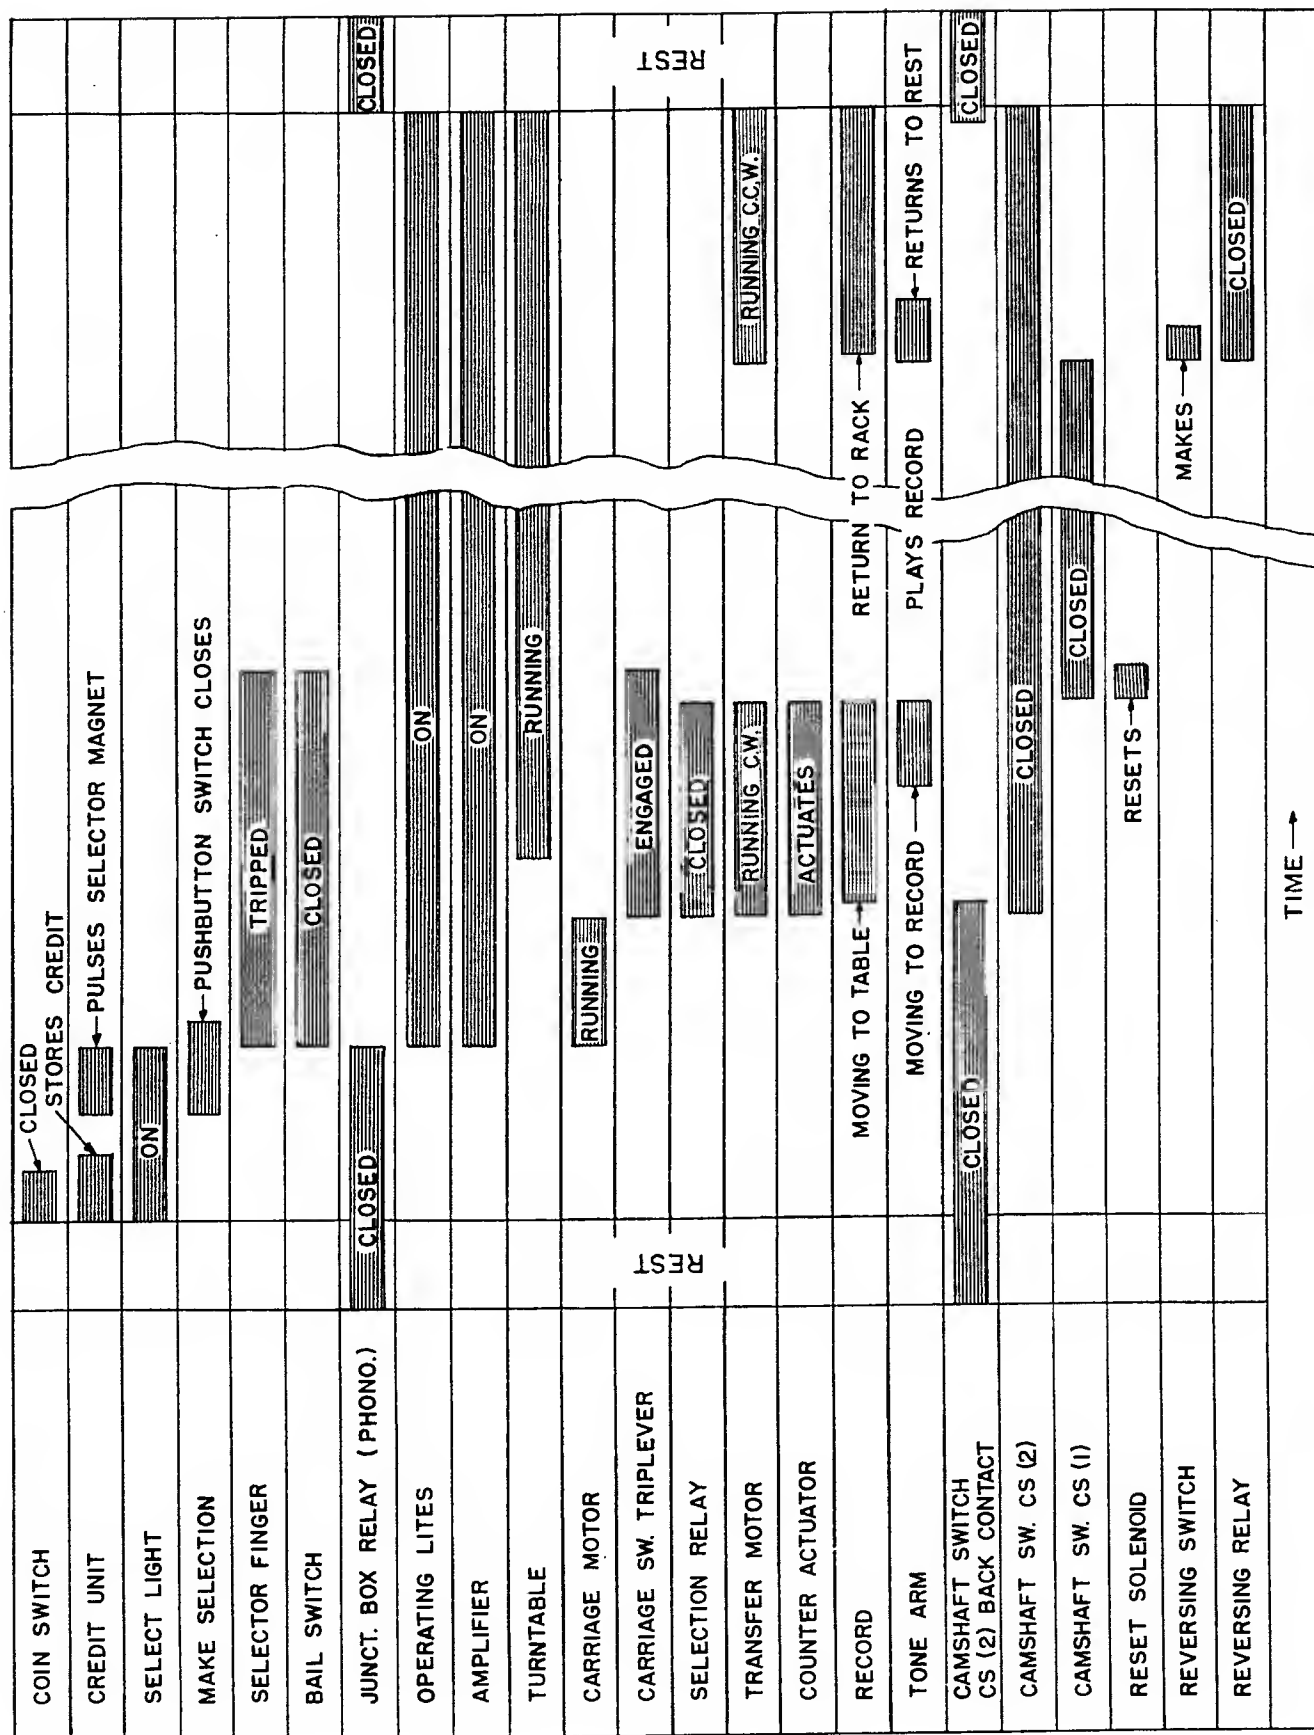 COIN SWITCH
CLOSED
CREDIT UNIT
STORES CREDIT
PULSES SELECTOR MAGNET
SELECT LIGHT
ON
MAKE SELECTION
PUSHBUTTON SWITCH CLOSES
SELECTOR FINGER
TRIPPED
BAIL SWITCH
CLOSED
JUNCT. BOX RELAY (PHONO.)
CLOSED
CLOSED
OPERATING LITES
ON
AMPLIFIER
ON
TURNTABLE
RUNNING
CARRIAGE MOTOR
RUNNING
CARRIAGE SW. TRIPLEVER
REST
ENGAGED
REST
SELECTION RELAY
CLOSED
TRANSFER MOTOR
RUNNING C.W.
RUNNING C.C.W.
COUNTER ACTUATOR
ACTUATES
RECORD
MOVING TO TABLE
RETURN TO RACK
TONE ARM
MOVING TO RECORD
PLAYS RECORD
RETURNS TO REST
CAMSHAFT SWITCH
CS (2) BACK CONTACT
CLOSED
CLOSED
CAMSHAFT SW. CS (2)
CLOSED
CAMSHAFT SW. CS (1)
CLOSED
RESET SOLENOID
RESETS
REVERSING SWITCH
MAKES
REVERSING RELAY
CLOSED
TIME